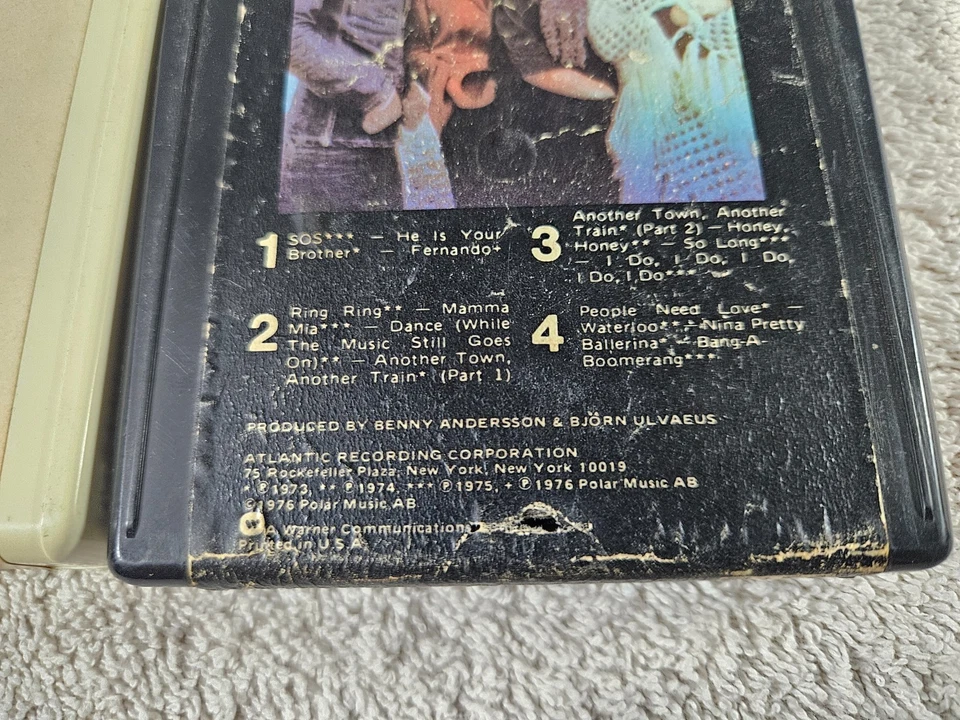 1
SOS*** — He Is Your
Brother* — Fernando+
2
Ring Ring** — Mamma
Mia*** — Dance (While
The Music Still Goes
On)** — Another Town,
Another Train* (Part 1)
3
Another Town, Another
Train* (Part 2) — Honey,
Honey** — So Long***
— I Do, I Do, I Do,
I Do, I Do***
4
People Need Love* —
Waterloo** — Nina Pretty
Ballerina* — Bang-A-
Boomerang***
PRODUCED BY BENNY ANDERSSON & BJÖRN ULVAEUS
ATLANTIC RECORDING CORPORATION
75 Rockefeller Plaza, New York, New York 10019
* ℗1973, ** ℗1974, *** ℗1975, + ℗1976 Polar Music AB
©1976 Polar Music AB
A Warner Communications
Printed in U.S.A.